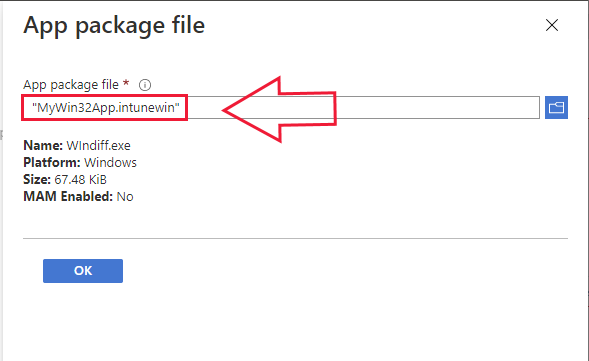 App package file
App package file *
"MyWin32App.intunewin"
Name: WIndiff.exe
Platform: Windows
Size: 67.48 KiB
MAM Enabled: No
OK